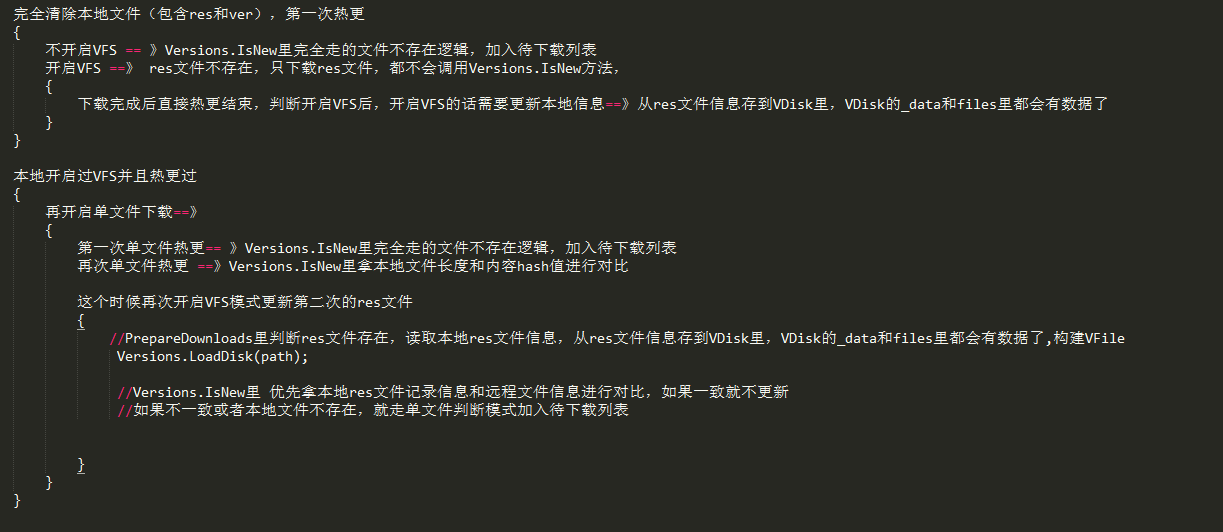 完全清除本地文件（包含res和ver），第一次热更
{
不开启VFS == 》Versions.IsNew里完全走的文件不存在逻辑，加入待下载列表
开启VFS ==》 res文件不存在，只下载res文件，都不会调用Versions.IsNew方法，
{
下载完成后直接热更结束，判断开启VFS后，开启VFS的话需要更新本地信息==》从res文件信息存到VDisk里，VDisk的_data和files里都会有数据了
}
}
本地开启过VFS并且热更过
{
再开启单文件下载==》
{
第一次单文件热更== 》Versions.IsNew里完全走的文件不存在逻辑，加入待下载列表
再次单文件热更 ==》Versions.IsNew里拿本地文件长度和内容hash值进行对比
这个时候再次开启VFS模式更新第二次的res文件
{
//PrepareDownloads里判断res文件存在，读取本地res文件信息，从res文件信息存到VDisk里，VDisk的_data和files里都会有数据了,构建VFile
Versions.LoadDisk(path);
//Versions.IsNew里 优先拿本地res文件记录信息和远程文件信息进行对比，如果一致就不更新
//如果不一致或者本地文件不存在，就走单文件判断模式加入待下载列表
}
}
}